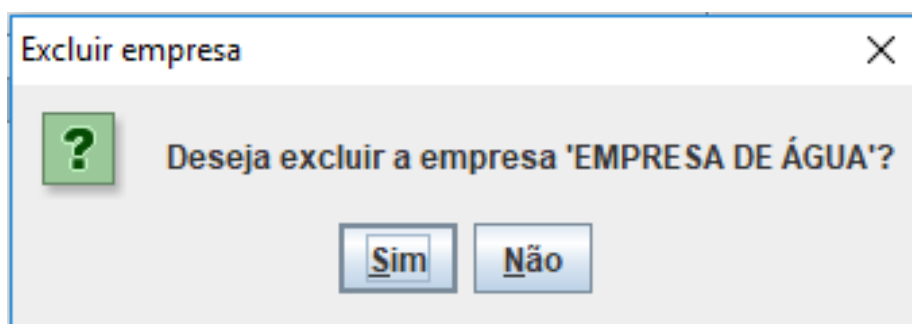 Excluir empresa
?
Deseja excluir a empresa 'EMPRESA DE ÁGUA'?
Sim Não